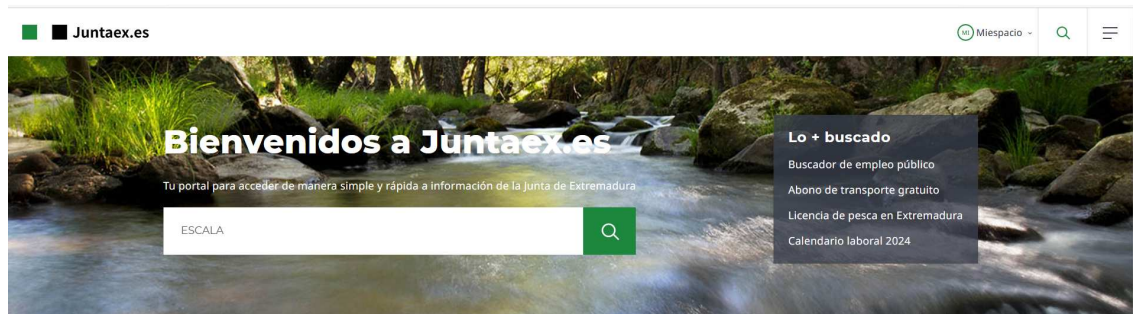 Juntaex.es
MI Miespacio
Bienvenidos a Juntaex.es
Tu portal para acceder de manera simple y rápida a información de la Junta de Extremadura
ESCALA
Lo + buscado
Buscador de empleo público
Abono de transporte gratuito
Licencia de pesca en Extremadura
Calendario laboral 2024